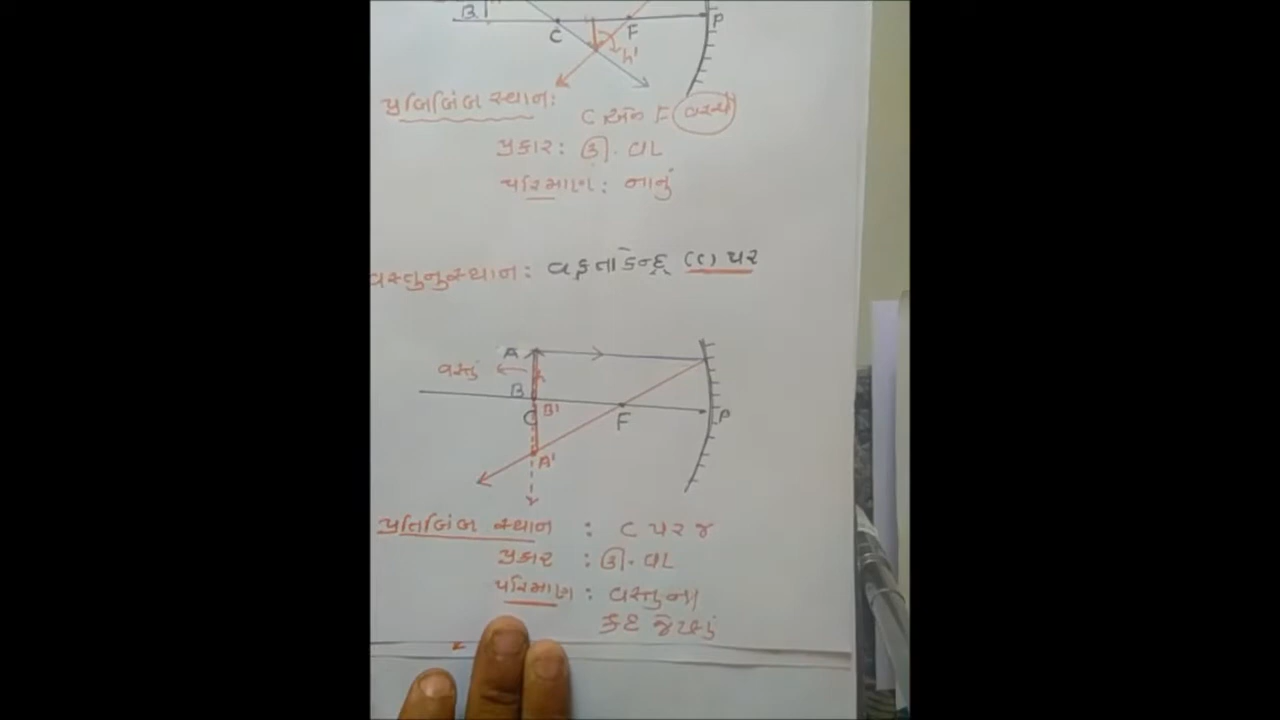 B
C F P
h'
પ્રતિબિંબ સ્થાન:
C અને F વચ્ચે
પ્રકાર: ઊ. વા
પરિમાણ: નાનું
વસ્તુનુ સ્થાન: વક્રતાકેન્દ્ર (C) પર
A
વસ્તુ h
B
C B' F P
A'
પ્રતિબિંબ સ્થાન : C પર જ
પ્રકાર : ઊ. વા
પરિમાણ : વસ્તુના
કદ જેટલું